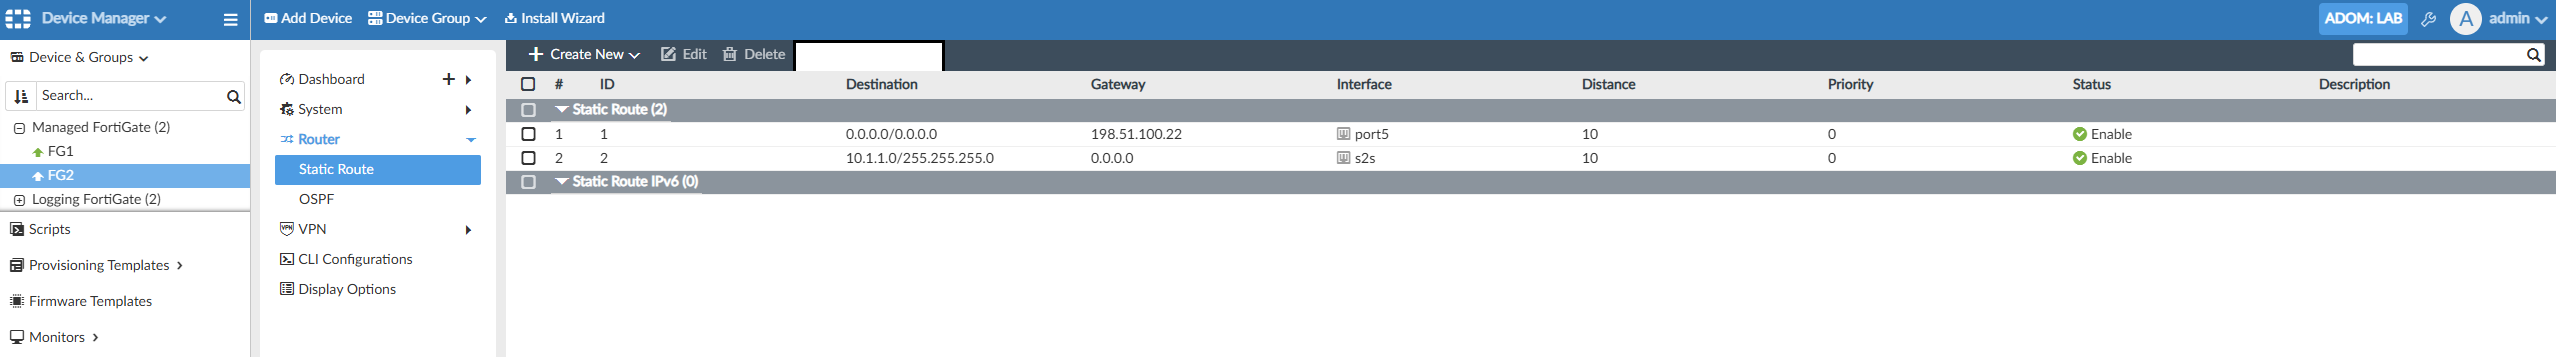 Device Manager
Add Device Device Group Install Wizard
ADOM: LAB A admin
Device & Groups
Search...
Managed FortiGate (2)
FG1
FG2
Logging FortiGate (2)
Scripts
Provisioning Templates
Firmware Templates
Monitors
Dashboard
System
Router
Static Route
OSPF
VPN
CLI Configurations
Display Options
Create New Edit Delete
# ID Destination Gateway Interface Distance Priority Status Description
Static Route (2)
1 1 0.0.0.0/0.0.0.0 198.51.100.22 port5 10 0 Enable
2 2 10.1.1.0/255.255.255.0 0.0.0.0 s2s 10 0 Enable
Static Route IPv6 (0)